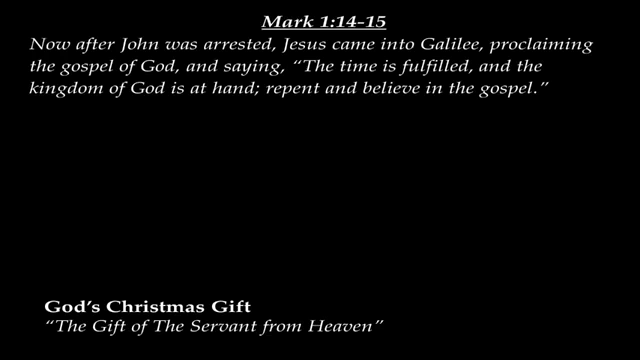 Mark 1:14-15
Now after John was arrested, Jesus came into Galilee, proclaiming
the gospel of God, and saying, “The time is fulfilled, and the
kingdom of God is at hand; repent and believe in the gospel.”
God’s Christmas Gift
“The Gift of The Servant from Heaven”